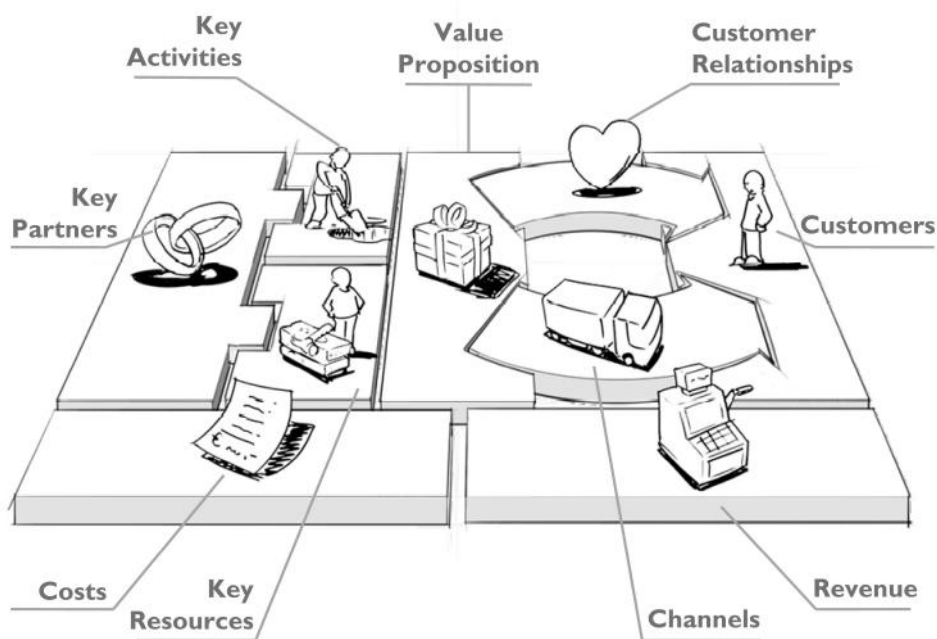 Key
Activities
Value
Proposition
Customer
Relationships
Key
Partners
Customers
Costs
Key
Resources
Channels
Revenue
€